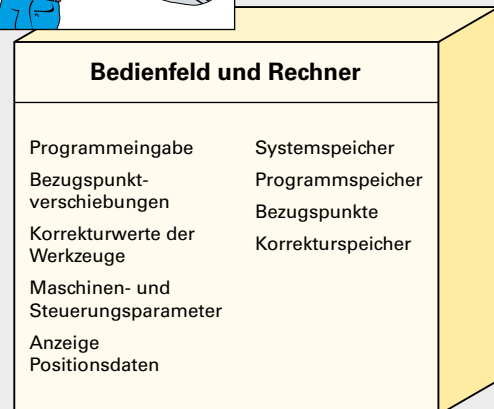 Bedienfeld und Rechner
Programmeingabe
Bezugspunkt-
verschiebungen
Korrekturwerte der
Werkzeuge
Maschinen- und
Steuerungsparameter
Anzeige
Positionsdaten
Systemspeicher
Programmspeicher
Bezugspunkte
Korrekturspeicher